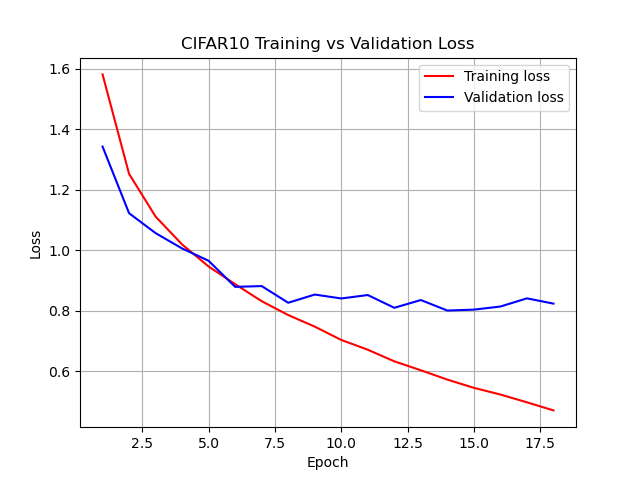 CIFAR10 Training vs Validation Loss
Training loss
Validation loss
Loss
1.6
1.4
1.2
1.0
0.8
0.6
2.5 5.0 7.5 10.0 12.5 15.0 17.5
Epoch